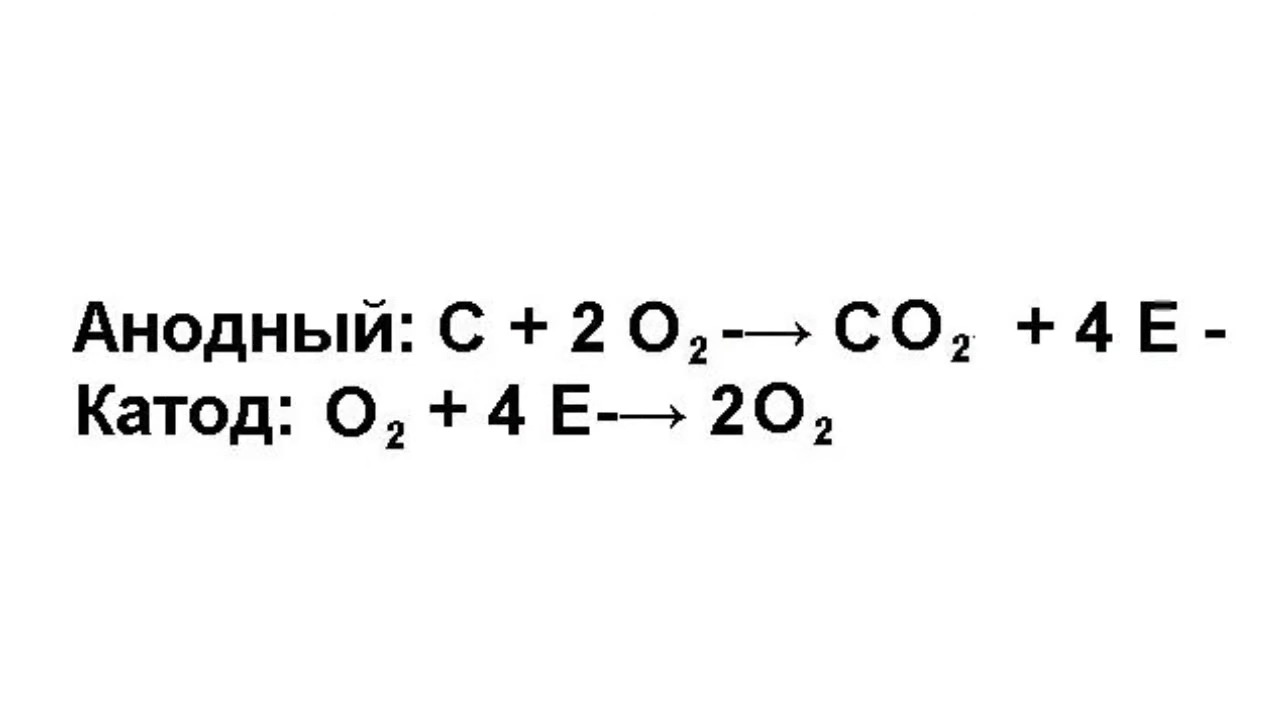 Анодный: C + 2 O₂ -→ CO₂ + 4 E -
Катод: O₂ + 4 E-→ 2O₂